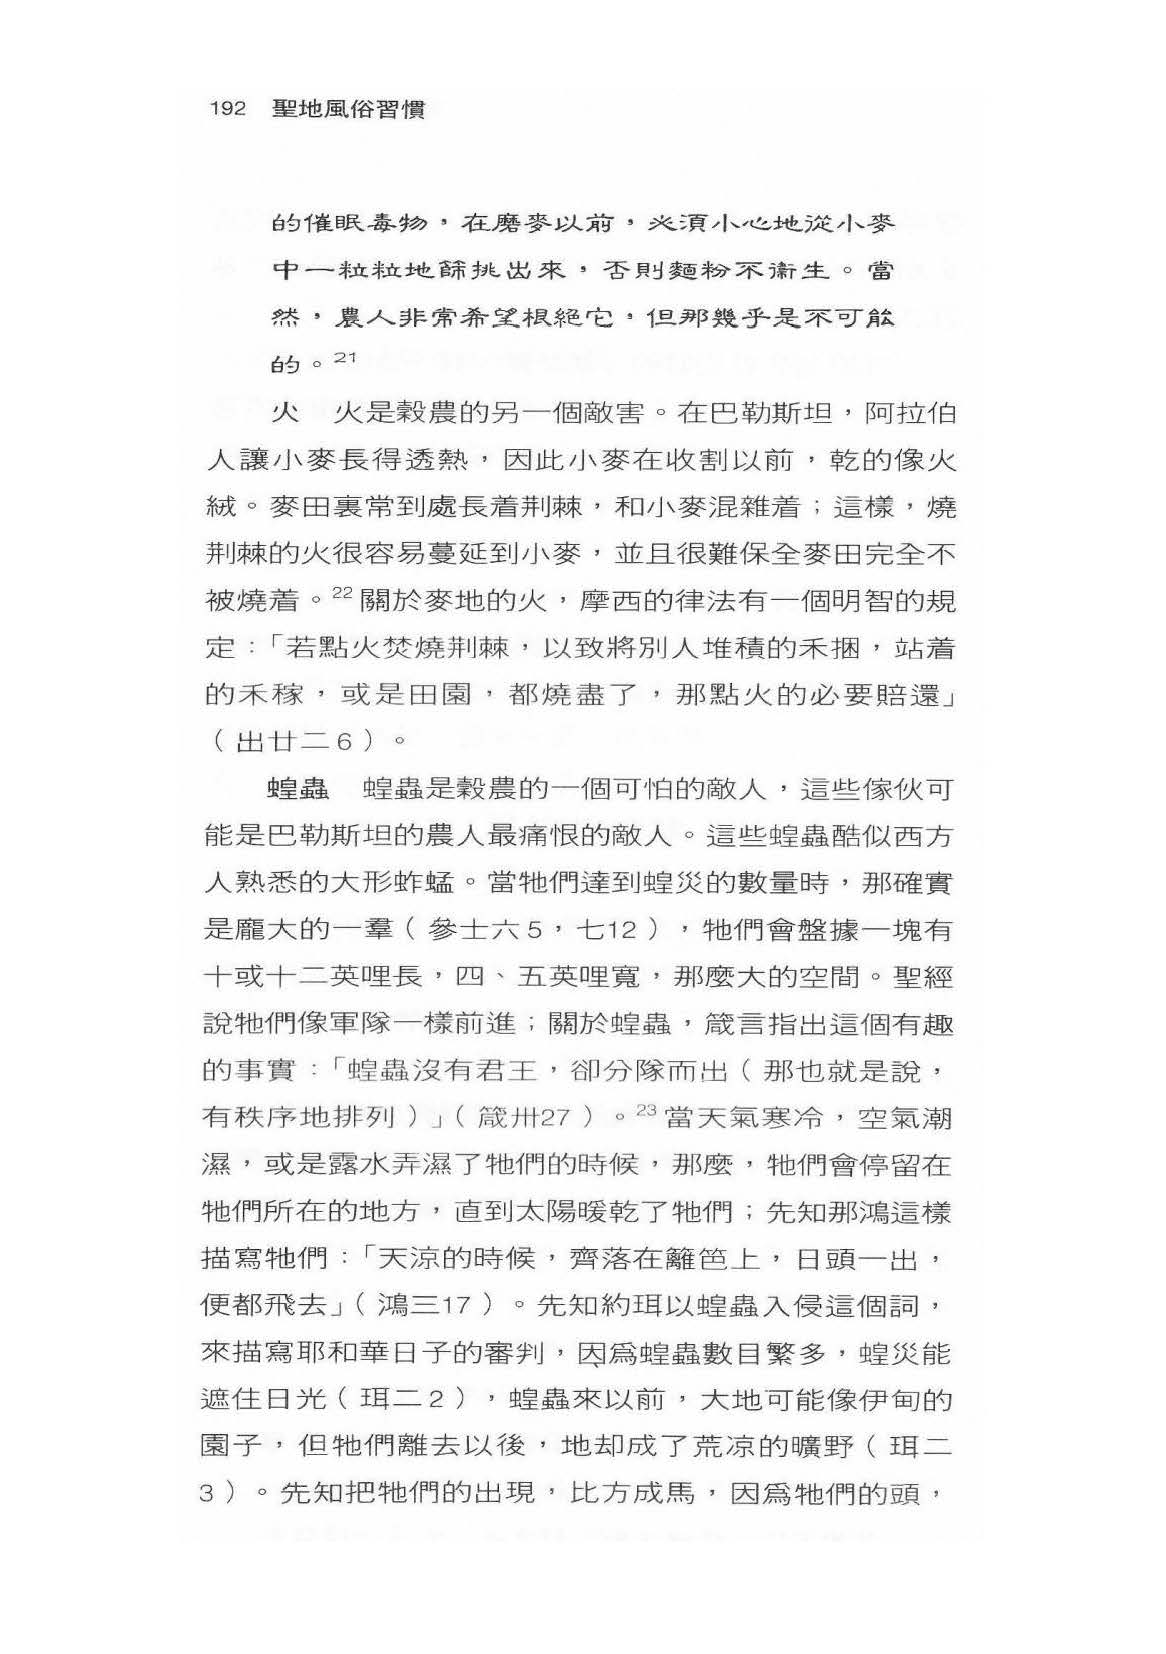 192 聖地風俗習慣
的催眠毒物，在磨麥以前，必須小心地從小麥
中一粒粒地篩挑出來，否則麵粉不衞生。當
然，農人非常希望根絕它，但那幾乎是不可能
的。21
火　火是穀農的另一個敵害。在巴勒斯坦，阿拉伯
人讓小麥長得透熱，因此小麥在收割以前，乾的像火
絨。麥田裏常到處長着荆棘，和小麥混雜着；這樣，燒
荆棘的火很容易蔓延到小麥，並且很難保全麥田完全不
被燒着。22關於麥地的火，摩西的律法有一個明智的規
定：「若點火焚燒荆棘，以致將別人堆積的禾捆，站着
的禾稼，或是田園，都燒盡了，那點火的必要賠還」
（出廿二6）。
蝗蟲　蝗蟲是穀農的一個可怕的敵人，這些傢伙可
能是巴勒斯坦的農人最痛恨的敵人。這些蝗蟲酷似西方
人熟悉的大形蚱蜢。當牠們達到蝗災的數量時，那確實
是龐大的一羣（參士六5，七12），牠們會盤據一塊有
十或十二英哩長，四、五英哩寬，那麼大的空間。聖經
說牠們像軍隊一樣前進；關於蝗蟲，箴言指出這個有趣
的事實：「蝗蟲沒有君王，卻分隊而出（那也就是說，
有秩序地排列）」（箴卅27）。23當天氣寒冷，空氣潮
濕，或是露水弄濕了牠們的時候，那麼，牠們會停留在
牠們所在的地方，直到太陽暖乾了牠們；先知那鴻這樣
描寫牠們：「天涼的時候，齊落在籬笆上，日頭一出，
便都飛去」（鴻三17）。先知約珥以蝗蟲入侵這個詞，
來描寫耶和華日子的審判，因爲蝗蟲數目繁多，蝗災能
遮住日光（珥二2），蝗蟲來以前，大地可能像伊甸的
園子，但牠們離去以後，地却成了荒凉的曠野（珥二
3）。先知把牠們的出現，比方成馬，因爲牠們的頭，